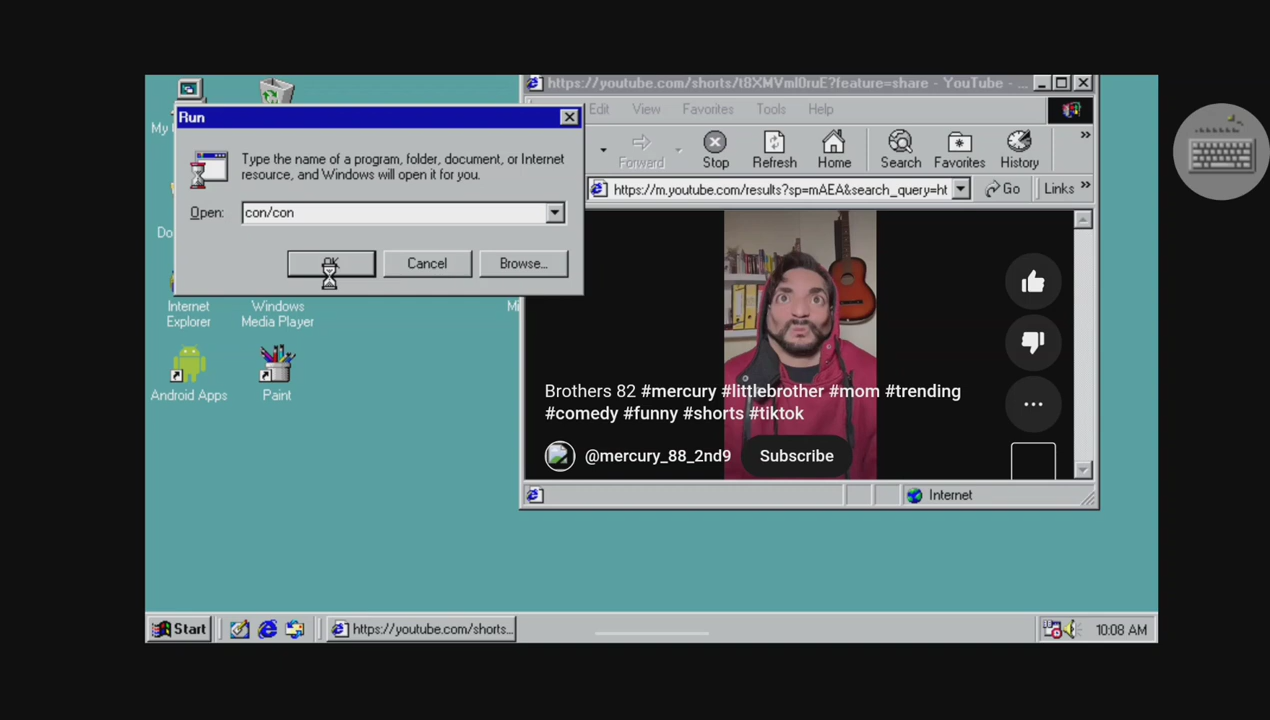 https://youtube.com/shorts/t8XMVml0ruE?feature=share - YouTube - ...
Run
Edit View Favorites Tools Help
Type the name of a program, folder, document, or Internet
resource, and Windows will open it for you.
Open: con/con
OK Cancel Browse...
Forward Stop Refresh Home Search Favorites History
https://m.youtube.com/results?sp=mAEA&search_query=ht Go Links
Internet
Explorer
Windows
Media Player
Android Apps
Paint
Brothers 82 #mercury #littlebrother #mom #trending
#comedy #funny #shorts #tiktok
@mercury_88_2nd9 Subscribe
Internet
Start https://youtube.com/shorts... 10:08 AM